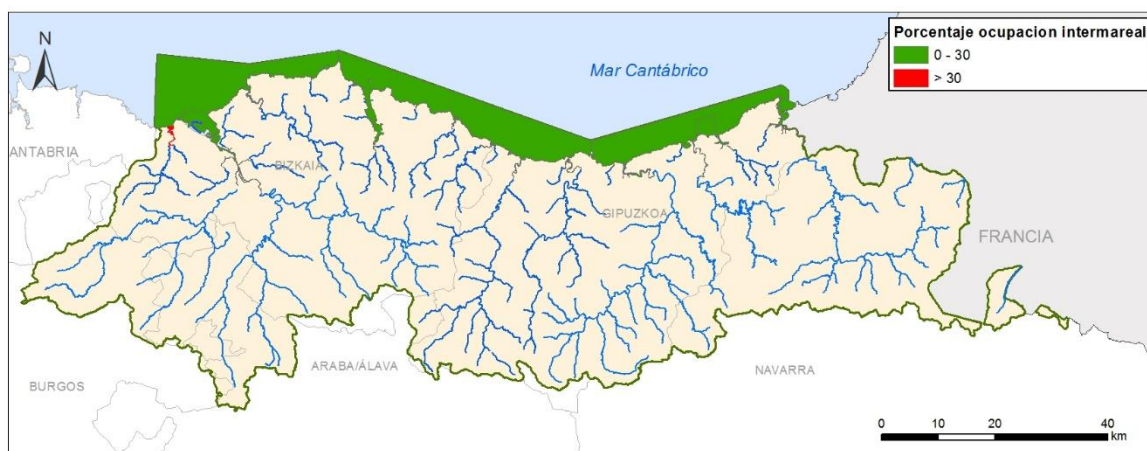 Porcentaje ocupacion intermareal
0 - 30
> 30
N
Mar Cantábrico
ANTABRIA
BIZKAIA
GIPUZKOA
FRANCIA
ARABA/ÁLAVA
NAVARRA
BURGOS
0 10 20 40
km